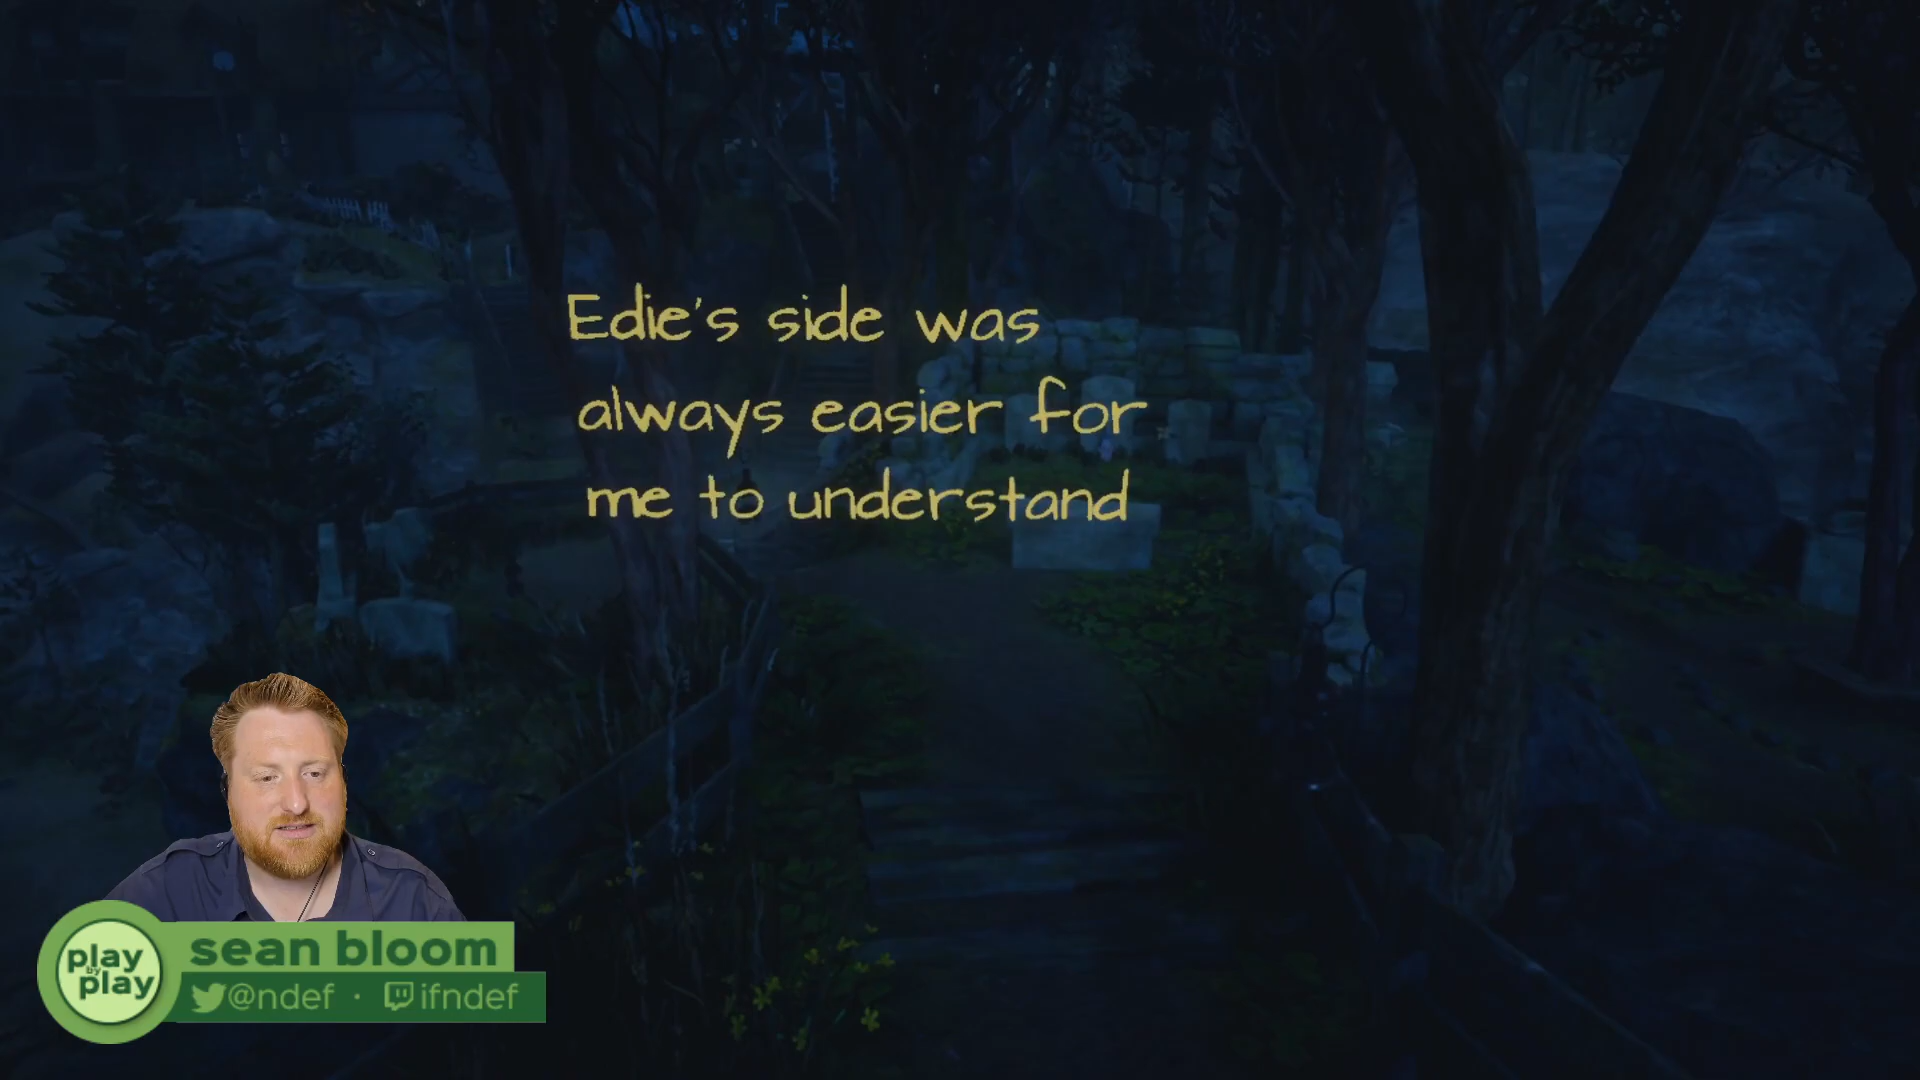 Edie's side was
always easier for
me to understand
play
by
play
sean bloom
@ndef · ifndef